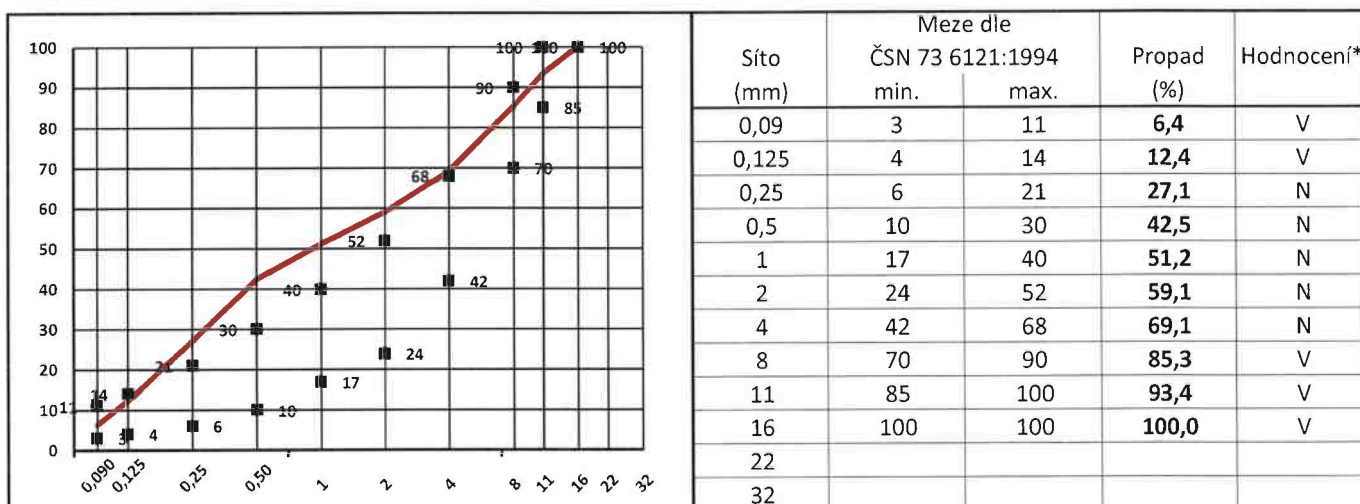 100 100 100 100
90 90 85
80
70 68 70
60
50 52
40 40 42
30 30
20 21 24
14 17
10 11 10
3 4 6
0
0,090 0,125 0,25 0,50 1 2 4 8 11 16 22 32
Meze dle
Síto ČSN 73 6121:1994 Propad Hodnocení*
(mm) min. max. (%)
0,09 3 11 6,4 V
0,125 4 14 12,4 V
0,25 6 21 27,1 N
0,5 10 30 42,5 N
1 17 40 51,2 N
2 24 52 59,1 N
4 42 68 69,1 N
8 70 90 85,3 V
11 85 100 93,4 V
16 100 100 100,0 V
22
32